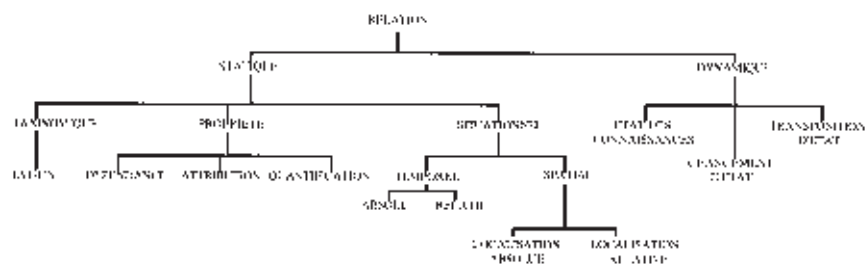 RELATION
STATIQUE DYNAMIQUE
TAXINOMIQUE PROPRIETE SITUATIONNEL ETAT DES TRANSPOSITION
CONNAISSANCES D'ETAT
CHANGEMENT
D'ETAT
ATTRIBUTION QUANTIFICATION TEMPOREL SPATIAL
ABSOLU RELATIF
LOCALISATION LOCALISATION
ABSOLUE RELATIVE